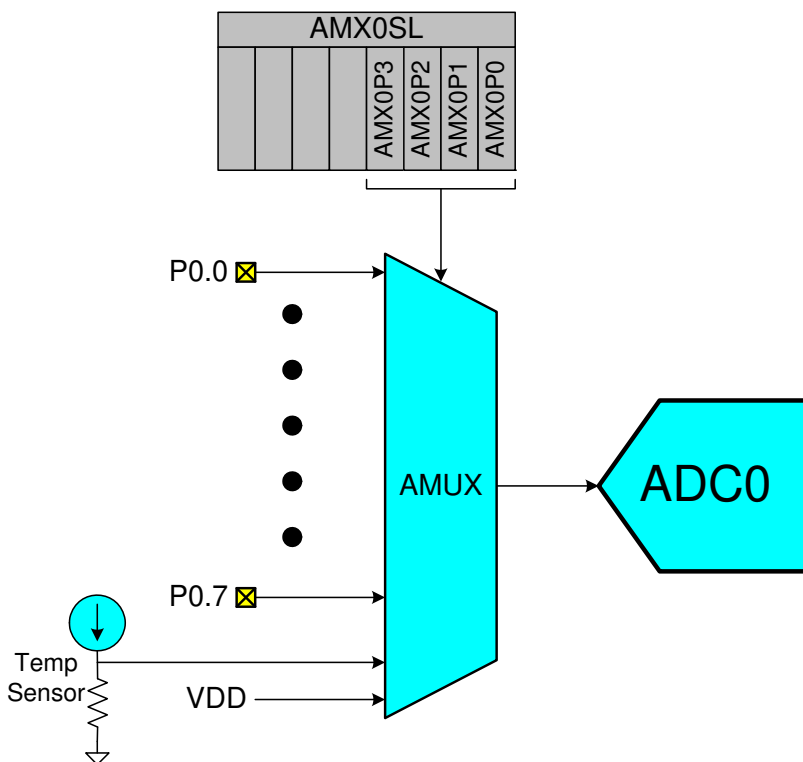 AMX0SL
AMX0P3
AMX0P2
AMX0P1
AMX0P0
P0.0
AMUX
ADC0
P0.7
Temp
Sensor
VDD